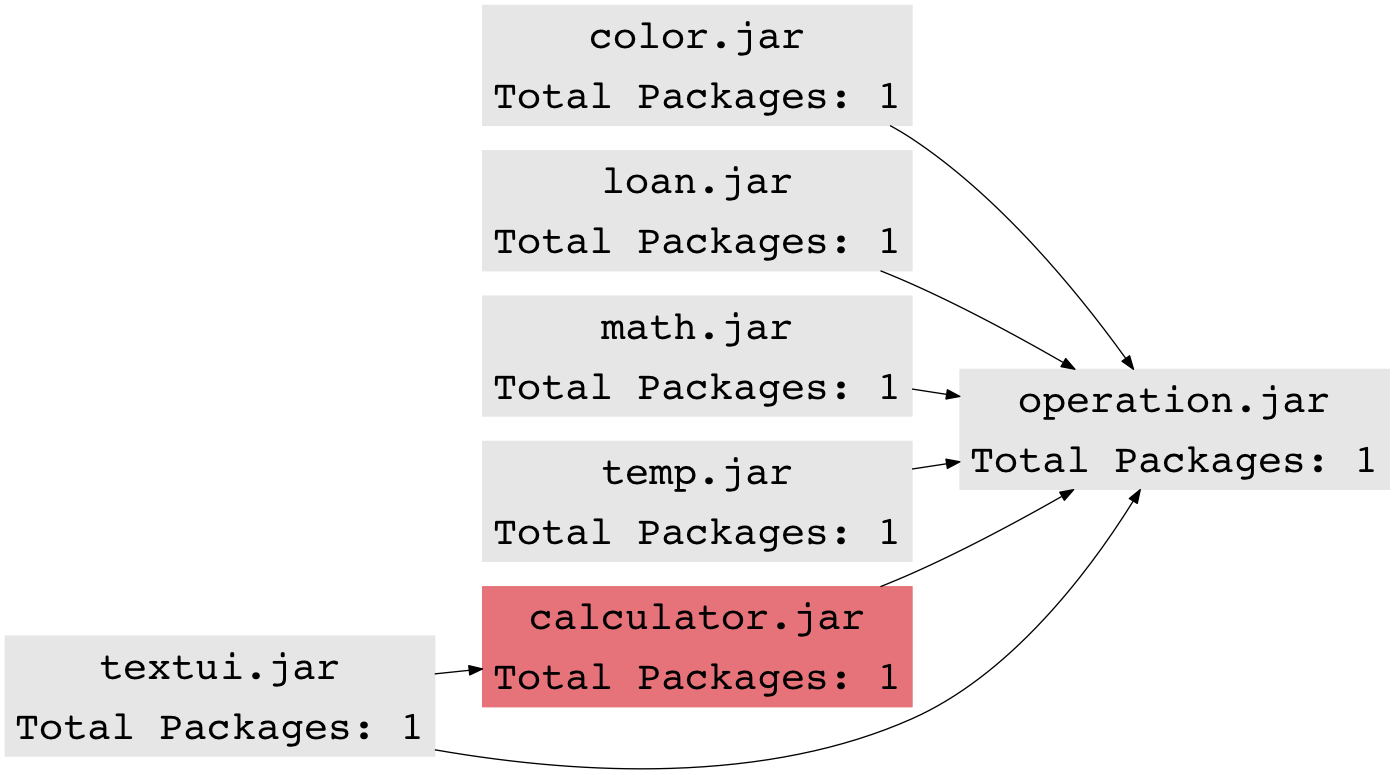 color.jar
Total Packages: 1
loan.jar
Total Packages: 1
math.jar
Total Packages: 1
operation.jar
Total Packages: 1
temp.jar
Total Packages: 1
calculator.jar
Total Packages: 1
textui.jar
Total Packages: 1